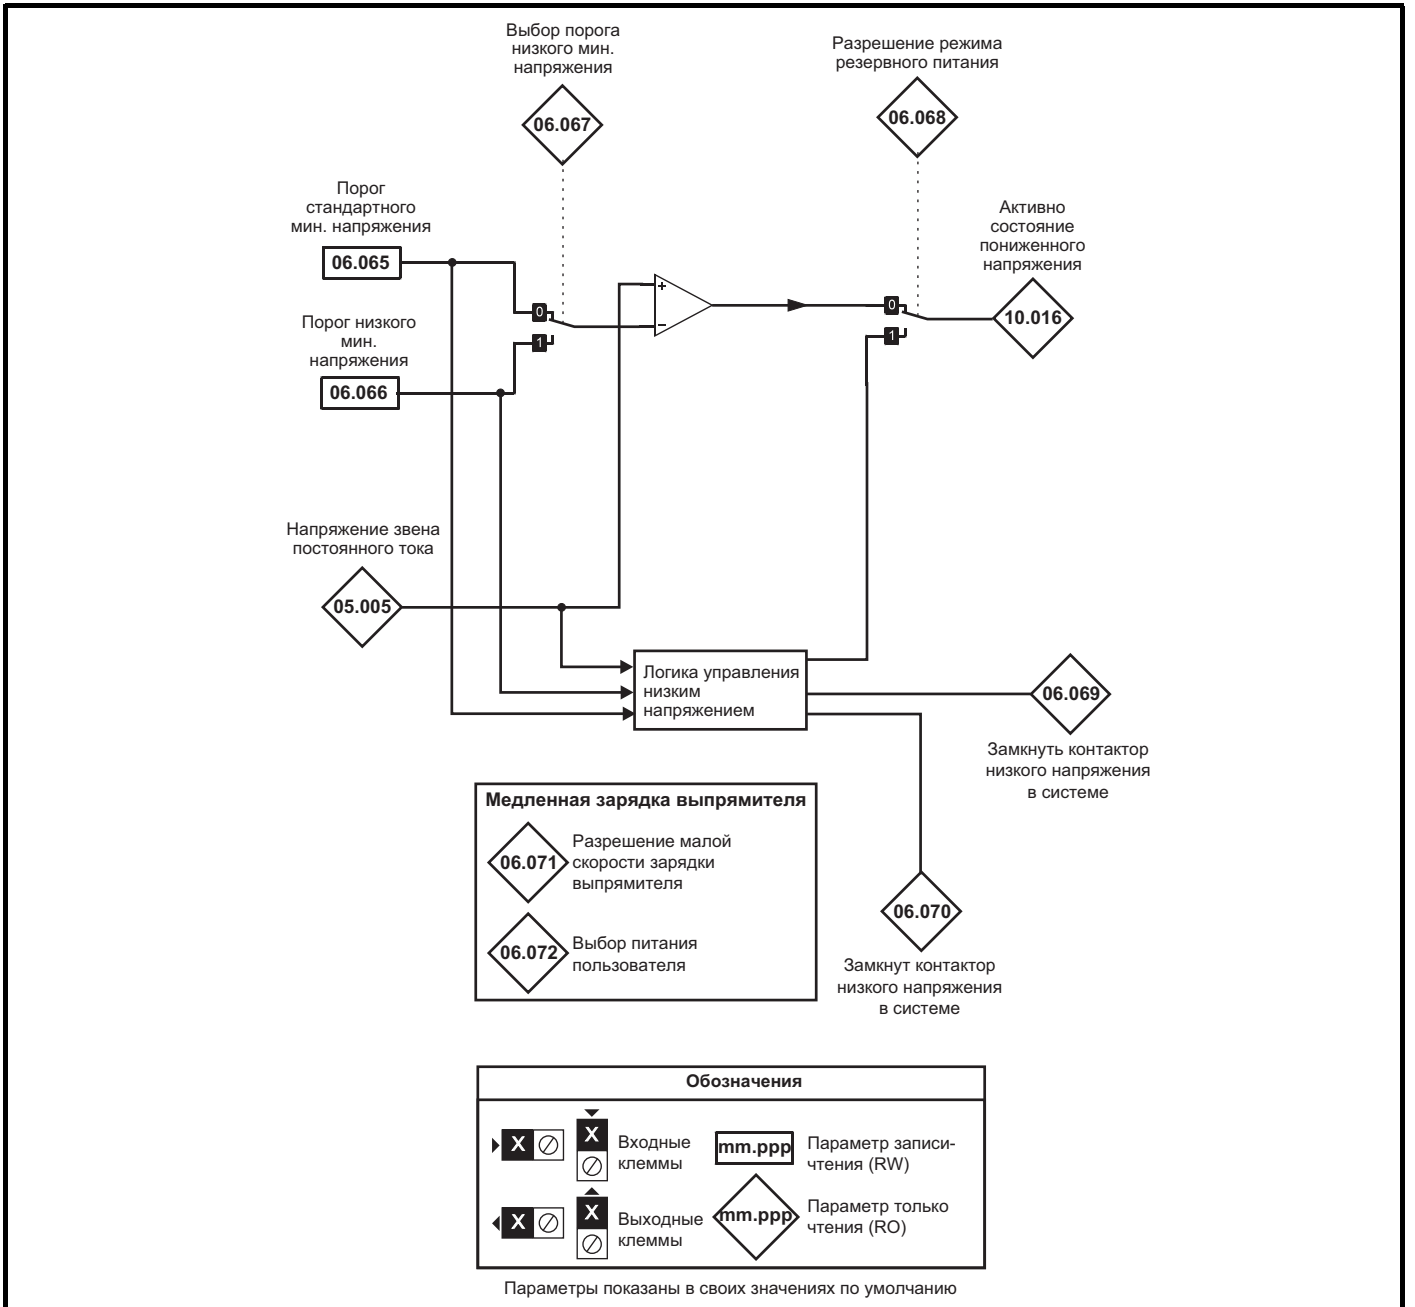 Выбор порога
низкого мин.
напряжения
06.067
Разрешение режима
резервного питания
06.068
Порог
стандартного
мин. напряжения
06.065
Активно
состояние
пониженного
напряжения
10.016
0
1
+
−
0
1
Порог низкого
мин.
напряжения
06.066
Напряжение звена
постоянного тока
05.005
Логика управления
низким
напряжением
06.069
Замкнуть контактор
низкого напряжения
в системе
06.070
Замкнут контактор
низкого напряжения
в системе
Медленная зарядка выпрямителя
06.071
Разрешение малой
скорости зарядки
выпрямителя
06.072
Выбор питания
пользователя
Обозначения
X
X
Входные
клеммы
mm.ppp
Параметр записи-
чтения (RW)
X
X
Выходные
клеммы
mm.ppp
Параметр только
чтения (RO)
Параметры показаны в своих значениях по умолчанию